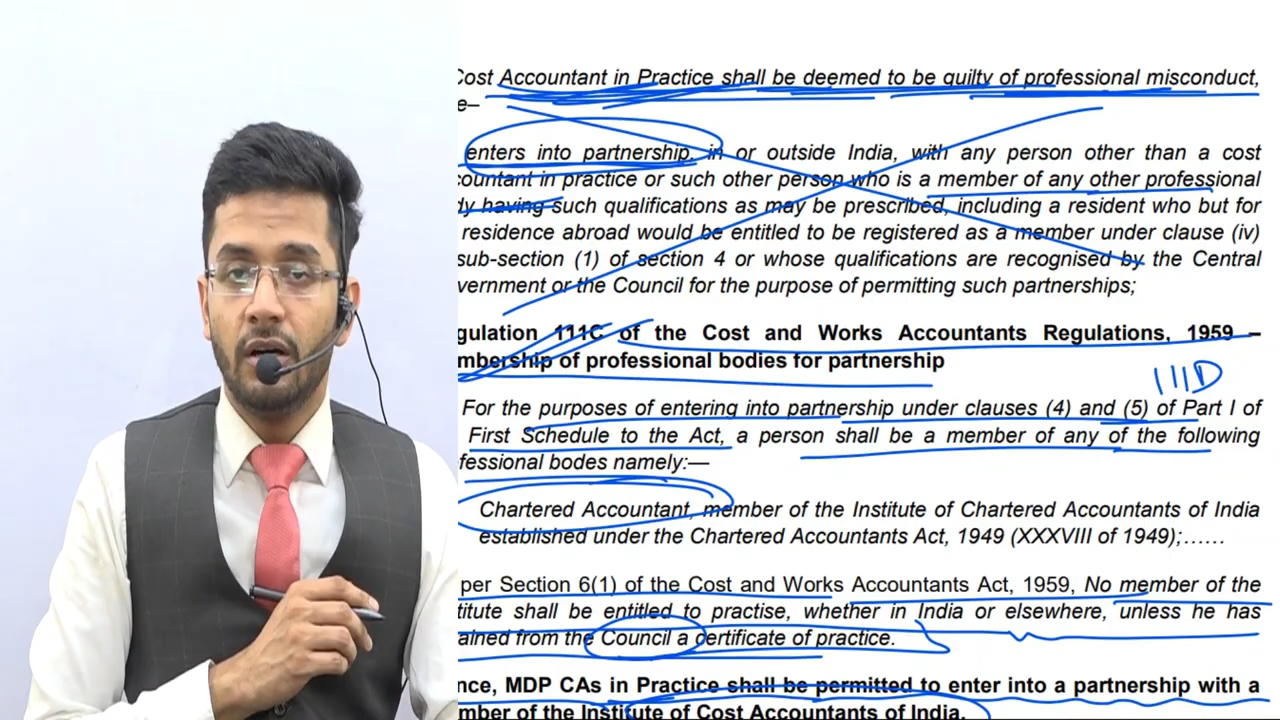 Cost Accountant in Practice shall be deemed to be guilty of professional misconduct,
e–
enters into partnership, in or outside India, with any person other than a cost
countant in practice or such other person who is a member of any other professional
dy having such qualifications as may be prescribed, including a resident who but for
residence abroad would be entitled to be registered as a member under clause (iv)
sub-section (1) of section 4 or whose qualifications are recognised by the Central
vernment or the Council for the purpose of permitting such partnerships;
gulation 111C of the Cost and Works Accountants Regulations, 1959 –
mbership of professional bodies for partnership
111D
For the purposes of entering into partnership under clauses (4) and (5) of Part I of
First Schedule to the Act, a person shall be a member of any of the following
fessional bodes namely:—
Chartered Accountant, member of the Institute of Chartered Accountants of India
established under the Chartered Accountants Act, 1949 (XXXVIII of 1949);……
per Section 6(1) of the Cost and Works Accountants Act, 1959, No member of the
titute shall be entitled to practise, whether in India or elsewhere, unless he has
ained from the Council a certificate of practice.
nce, MDP CAs in Practice shall be permitted to enter into a partnership with a
mber of the Institute of Cost Accountants of India.